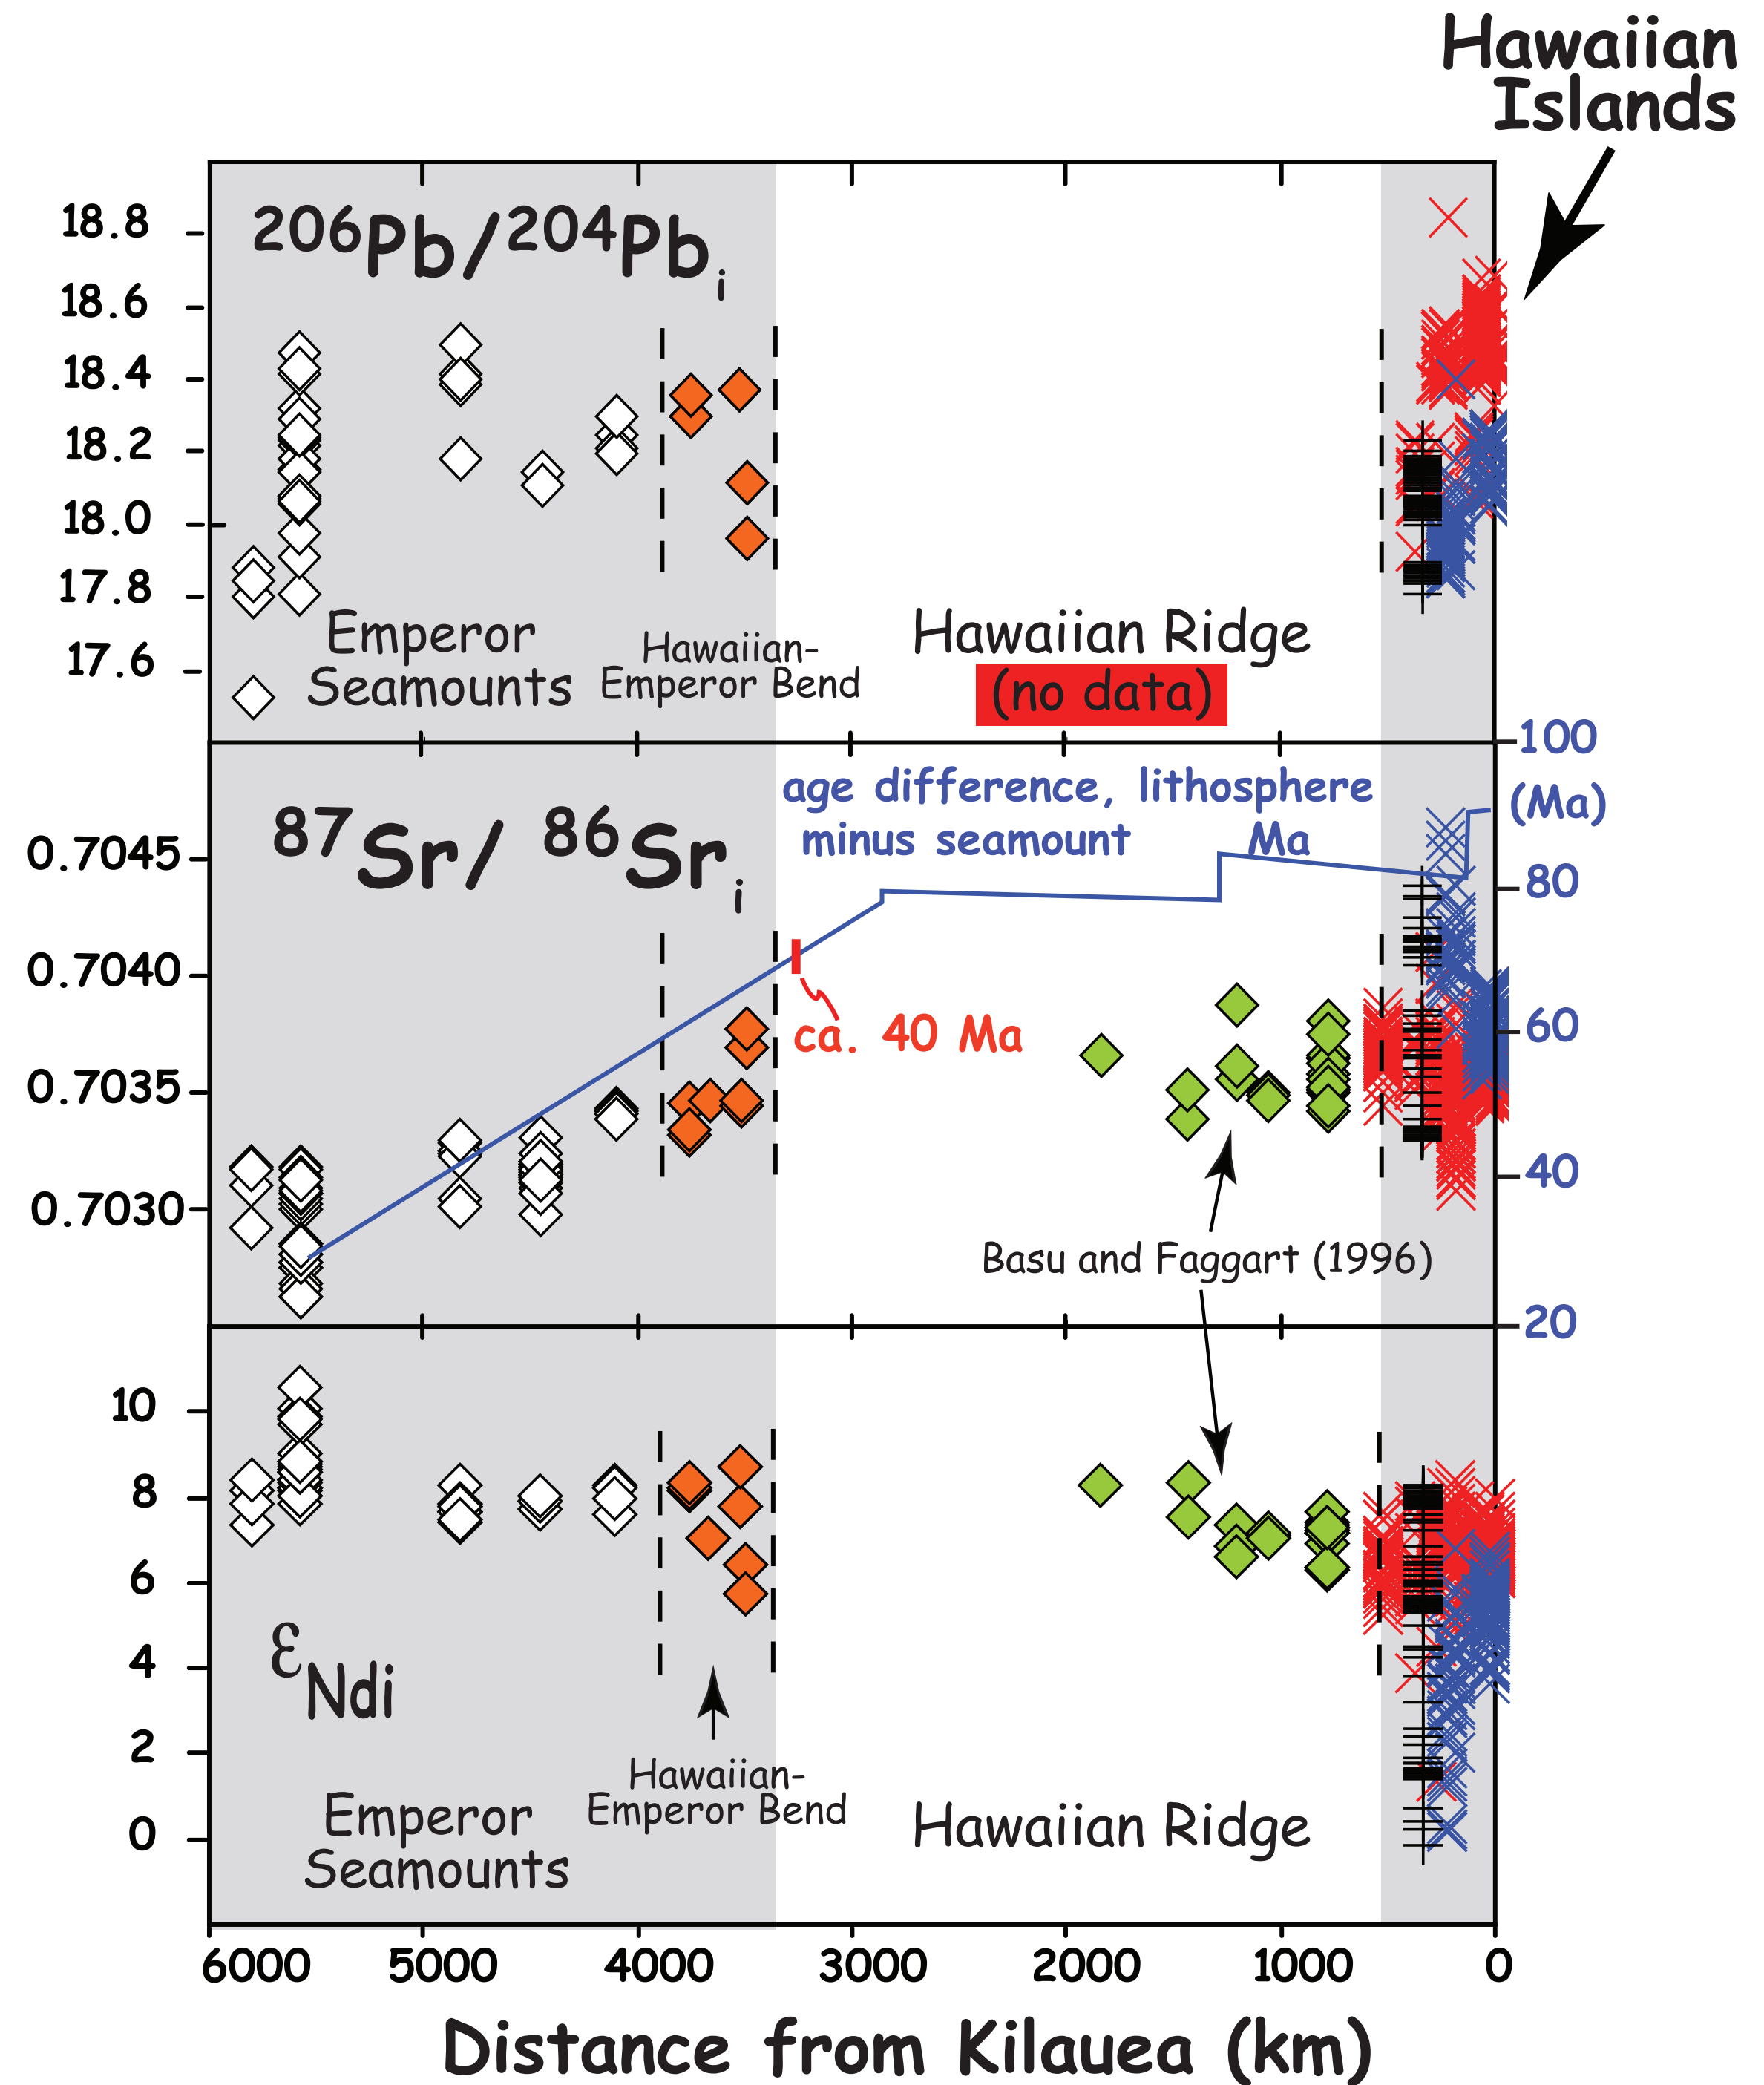 Hawaiian
Islands
206Pb/204Pbi
18.8
18.6
18.4
18.2
18.0
17.8
17.6
Emperor
Seamounts
Hawaiian-
Emperor Bend
Hawaiian Ridge
(no data)
100
(Ma)
80
60
40
20
age difference, lithosphere
minus seamount Ma
87Sr/ 86Sri
0.7045
0.7040
0.7035
0.7030
ca. 40 Ma
Basu and Faggart (1996)
10
8
6
4
2
0
εNdi
Hawaiian-
Emperor Bend
Emperor
Seamounts
Hawaiian Ridge
6000 5000 4000 3000 2000 1000 0
Distance from Kilauea (km)